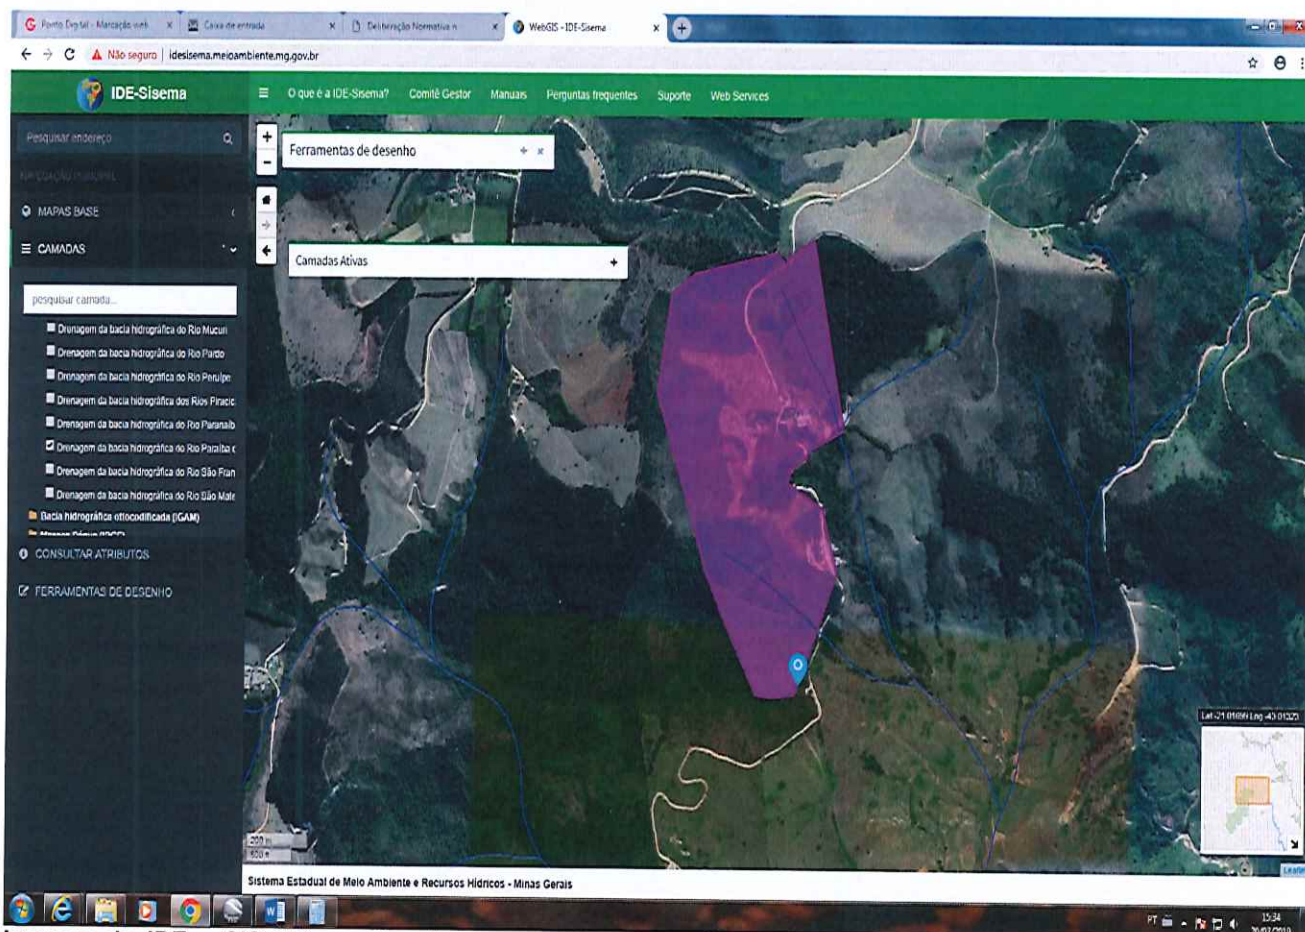 Ponto Digital - Marcação web
Caixa de entrada
Deliberação Normativa n
WebGIS - IDE-Sisema
Não seguro | idesisema.meioambiente.mg.gov.br
IDE-Sisema
O que é a IDE-Sisema?
Comitê Gestor
Manuais
Perguntas frequentes
Suporte
Web Services
Pesquisar endereço
NAVEGAÇÃO PRINCIPAL
MAPAS BASE
CAMADAS
pesquisar camada...
Drenagem da bacia hidrográfica do Rio Mucuri
Drenagem da bacia hidrográfica do Rio Pardo
Drenagem da bacia hidrográfica do Rio Peruípe
Drenagem da bacia hidrográfica dos Rios Piracic
Drenagem da bacia hidrográfica do Rio Paranaíb
Drenagem da bacia hidrográfica do Rio Paraíba
Drenagem da bacia hidrográfica do Rio São Fran
Drenagem da bacia hidrográfica do Rio São Mate
Bacia hidrográfica ottocodificada (IGAM)
CONSULTAR ATRIBUTOS
FERRAMENTAS DE DESENHO
Ferramentas de desenho
Camadas Ativas
200 m
500 n
Sistema Estadual de Meio Ambiente e Recursos Hídricos - Minas Gerais
PT
15:34